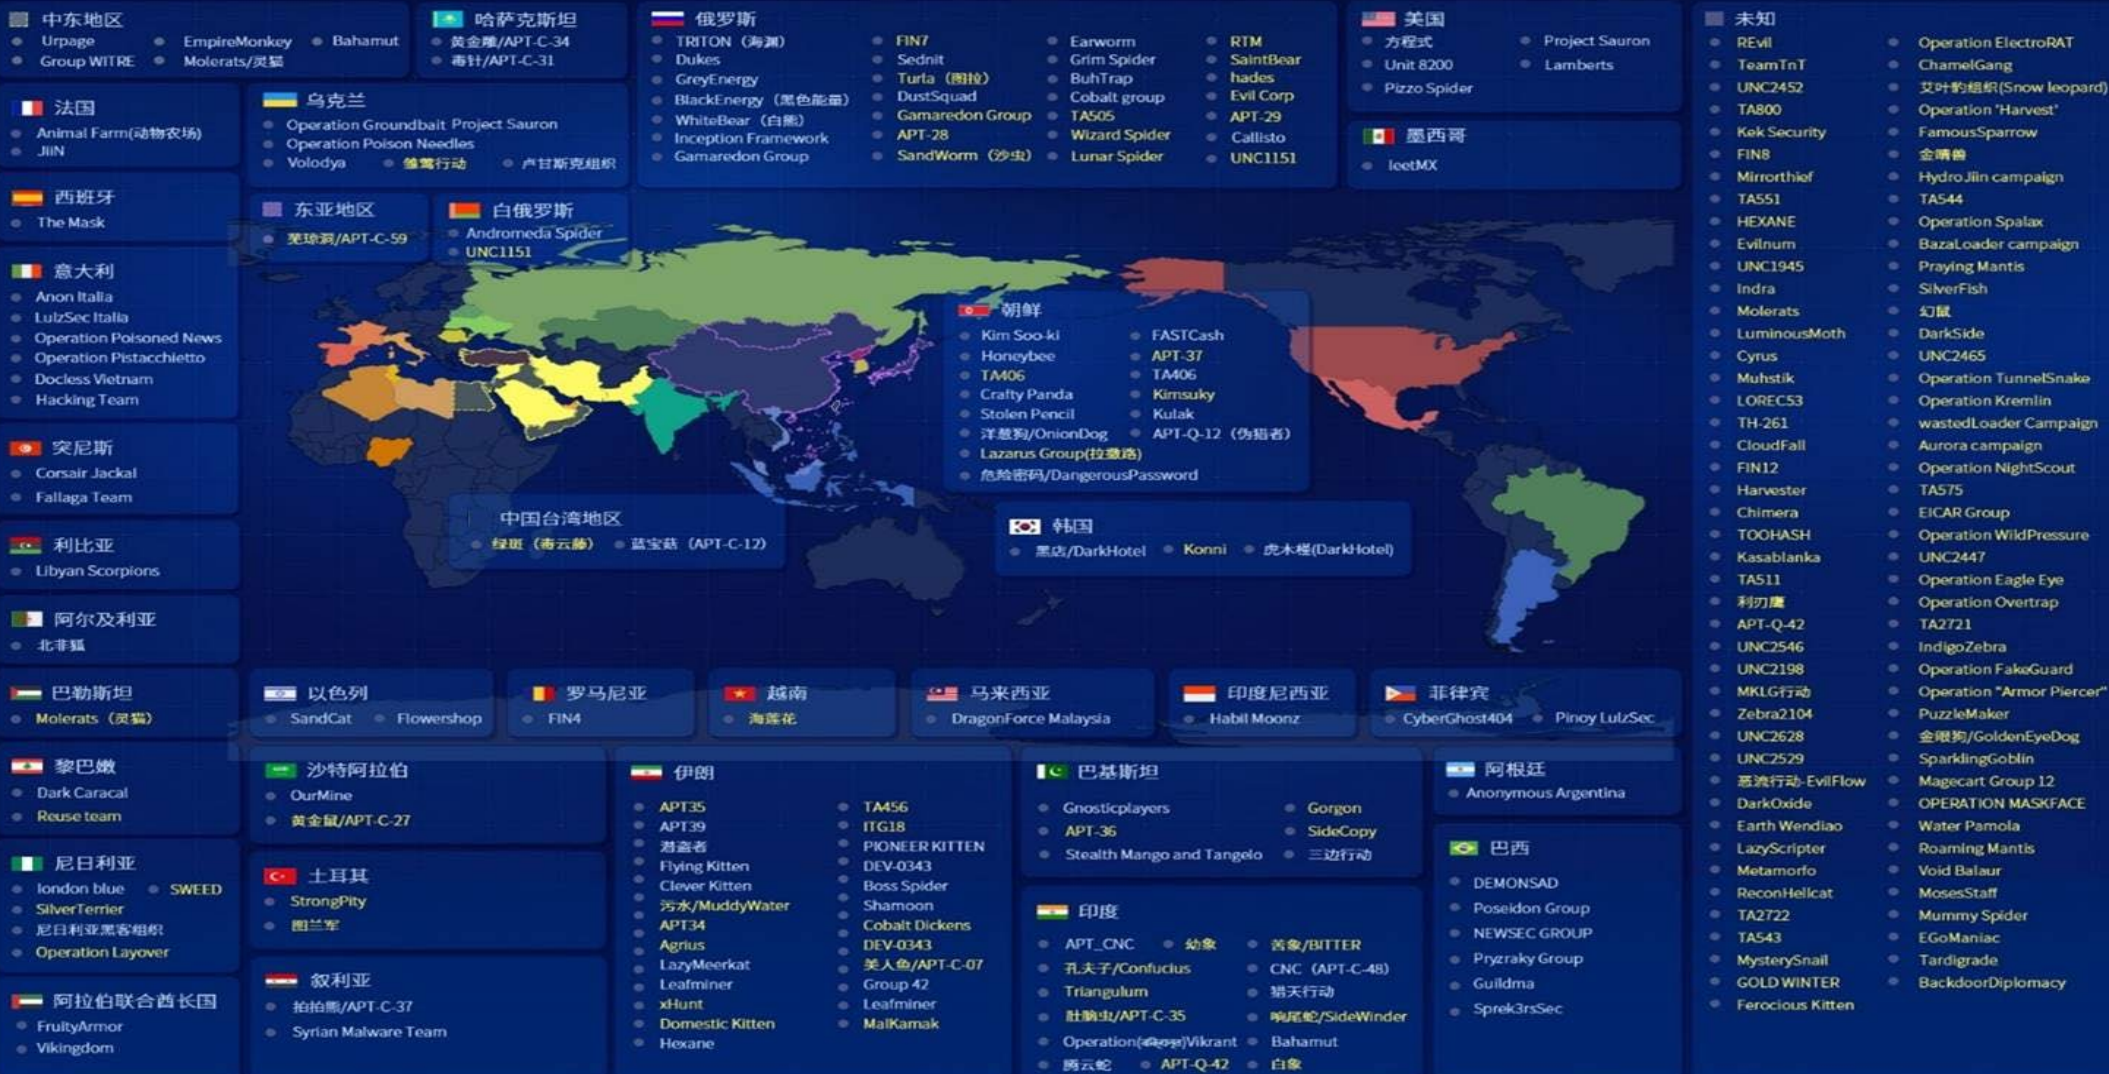 中东地区
Urpage
EmpireMonkey
Bahamut
Group WITRE
Molerats/灵猫
哈萨克斯坦
黄金雕/APT-C-34
毒针/APT-C-31
俄罗斯
TRITON（海渊）
FIN7
Earworm
RTM
Dukes
Sednit
Grim Spider
SaintBear
GreyEnergy
Turla（图拉）
BuhTrap
hades
BlackEnergy（黑色能量）
DustSquad
Cobalt group
Evil Corp
WhiteBear（白熊）
Gamaredon Group
TA505
APT-29
Inception Framework
APT-28
Wizard Spider
Callisto
Gamaredon Group
SandWorm（沙虫）
Lunar Spider
UNC1151
美国
方程式
Project Sauron
Unit 8200
Lamberts
Pizzo Spider
墨西哥
leetMX
法国
Animal Farm(动物农场)
JiiN
乌克兰
Operation Groundbait Project Sauron
Operation Poison Needles
Volodya
雏莺行动
卢甘斯克组织
西班牙
The Mask
东亚地区
芜琼洞/APT-C-59
白俄罗斯
Andromeda Spider
UNC1151
意大利
Anon Italia
LulzSec Italia
Operation Poisoned News
Operation Pistacchietto
Docless Vietnam
Hacking Team
朝鲜
Kim Soo-ki
FASTCash
Honeybee
APT-37
TA406
TA406
Crafty Panda
Kimsuky
Stolen Pencil
Kulak
洋葱狗/OnionDog
APT-Q-12（伪猎者）
Lazarus Group(拉撒路)
危险密码/DangerousPassword
突尼斯
Corsair Jackal
Fallaga Team
中国台湾地区
绿斑（毒云藤）
蓝宝菇（APT-C-12）
韩国
黑店/DarkHotel
Konni
虎木槿(DarkHotel)
利比亚
Libyan Scorpions
阿尔及利亚
北非狐
巴勒斯坦
Molerats（灵猫）
以色列
SandCat
Flowershop
罗马尼亚
FIN4
越南
海莲花
马来西亚
DragonForce Malaysia
印度尼西亚
Habil Moonz
菲律宾
CyberGhost404
Pinoy LulzSec
黎巴嫩
Dark Caracal
Reuse team
沙特阿拉伯
OurMine
黄金鼠/APT-C-27
尼日利亚
london blue
SWEED
SilverTerrier
尼日利亚黑客组织
Operation Layover
土耳其
StrongPity
图兰军
阿拉伯联合酋长国
FruityArmor
Vikingdom
叙利亚
拍拍熊/APT-C-37
Syrian Malware Team
伊朗
APT35
TA456
APT39
ITG18
潜盗者
PIONEER KITTEN
Flying Kitten
DEV-0343
Clever Kitten
Boss Spider
污水/MuddyWater
Shamoon
APT34
Cobalt Dickens
Agrius
DEV-0343
LazyMeerkat
美人鱼/APT-C-07
Leafminer
Group 42
xHunt
Leafminer
Domestic Kitten
MalKamak
Hexane
巴基斯坦
Gnosticplayers
Gorgon
APT-36
SideCopy
Stealth Mango and Tangelo
三边行动
印度
APT_CNC
幼象
苦象/BITTER
孔夫子/Confucius
CNC（APT-C-48）
Triangulum
猎天行动
肚脑虫/APT-C-35
响尾蛇/SideWinder
Vikrant
Bahamut
腾云蛇
APT-Q-42
白象
阿根廷
Anonymous Argentina
巴西
DEMONSAD
Poseidon Group
NEWSEC GROUP
Pryzraky Group
Guildma
Sprek3rsSec
未知
REvil
Operation ElectroRAT
TeamTnT
ChamelGang
UNC2452
艾叶豹组织(Snow leopard)
TA800
Operation "Harvest"
Kek Security
FamousSparrow
FIN8
金睛兽
Mirrorthief
HydroJiin campaign
TA551
TA544
HEXANE
Operation Spalax
Evilnum
BazaLoader campaign
UNC1945
Praying Mantis
Indra
SilverFish
Molerats
幻鼠
LuminousMoth
DarkSide
Cyrus
UNC2465
Muhstik
Operation TunnelSnake
LOREC53
Operation Kremlin
TH-261
wastedLoader Campaign
CloudFall
Aurora campaign
FIN12
Operation NightScout
Harvester
TA575
Chimera
EICAR Group
TOOHASH
Operation WildPressure
Kasablanka
UNC2447
TA511
Operation Eagle Eye
利刃鹰
Operation Overtrap
APT-Q-42
TA2721
UNC2546
IndigoZebra
UNC2198
Operation FakeGuard
MKLG行动
Operation "Armor Piercer"
Zebra2104
PuzzleMaker
UNC2628
金眼狗/GoldenEyeDog
UNC2529
SparklingGoblin
恶流行动-EvilFlow
Magecart Group 12
DarkOxide
OPERATION MASKFACE
Earth Wendiao
Water Pamola
LazyScripter
Roaming Mantis
Metamorfo
Void Balaur
ReconHellcat
MosesStaff
TA2722
Mummy Spider
TA543
EGoManiac
MysterySnail
Tardigrade
GOLD WINTER
BackdoorDiplomacy
Ferocious Kitten